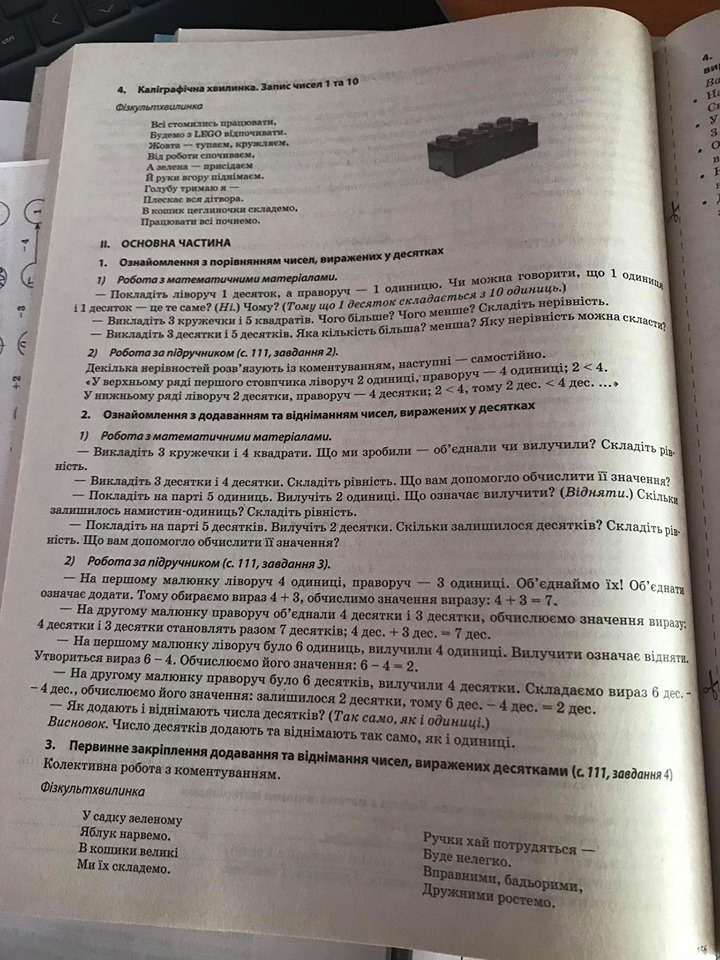 4. Каліграфічна хвилинка. Запис чисел 1 та 10
Фізкультхвилинка
Всі стомились працювати,
Будемо з LEGO відпочивати.
Жовта — тупаєм, кружляєм,
Від роботи спочиваєм,
А зелена — присідаєм
Й руки вгору піднімаєм.
Голубу тримаю я —
Плескає вся дітвора.
В кошик цеглиночки складемо,
Працювати всі почнемо.
II. ОСНОВНА ЧАСТИНА
1. Ознайомлення з порівнянням чисел, виражених у десятках
1) Робота з математичними матеріалами.
— Покладіть ліворуч 1 десяток, а праворуч — 1 одиницю. Чи можна говорити, що 1 одиниця
і 1 десяток — це те саме? (Ні.) Чому? (Тому що 1 десяток складається з 10 одиниць.)
— Викладіть 3 кружечки і 5 квадратів. Чого більше? Чого менше? Складіть нерівність.
— Викладіть 3 десятки і 5 десятків. Яка кількість більша? менша? Яку нерівність можна скласти?
2) Робота за підручником (с. 111, завдання 2).
Декілька нерівностей розв'язують із коментуванням, наступні — самостійно.
«У верхньому ряді першого стовпчика ліворуч 2 одиниці, праворуч — 4 одиниці; 2 < 4.
У нижньому ряді ліворуч 2 десятки, праворуч — 4 десятки; 2 < 4, тому 2 дес. < 4 дес. ...»
2. Ознайомлення з додаванням та відніманням чисел, виражених у десятках
1) Робота з математичними матеріалами.
— Викладіть 3 кружечки і 4 квадрати. Що ми зробили — об'єднали чи вилучили? Складіть рів-
ність.
— Викладіть 3 десятки і 4 десятки. Складіть рівність. Що вам допомогло обчислити її значення?
— Покладіть на парті 5 одиниць. Вилучіть 2 одиниці. Що означає вилучити? (Відняти.) Скільки
залишилось намистин-одиниць? Складіть рівність.
— Покладіть на парті 5 десятків. Вилучіть 2 десятки. Скільки залишилося десятків? Складіть рів-
ність. Що вам допомогло обчислити її значення?
2) Робота за підручником (с. 111, завдання 3).
— На першому малюнку ліворуч 4 одиниці, праворуч — 3 одиниці. Об'єднаймо їх! Об'єднати
означає додати. Тому обираємо вираз 4 + 3, обчислимо значення виразу: 4 + 3 = 7.
— На другому малюнку праворуч об'єднали 4 десятки і 3 десятки, обчислюємо значення виразу:
4 десятки і 3 десятки становлять разом 7 десятків; 4 дес. + 3 дес. = 7 дес.
— На першому малюнку ліворуч було 6 одиниць, вилучили 4 одиниці. Вилучити означає відняти.
Утвориться вираз 6 – 4. Обчислюємо його значення: 6 – 4 = 2.
— На другому малюнку праворуч було 6 десятків, вилучили 4 десятки. Складаємо вираз 6 дес. –
– 4 дес., обчислюємо його значення: залишилося 2 десятки, тому 6 дес. – 4 дес. = 2 дес.
— Як додають і віднімають числа десятків? (Так само, як і одиниці.)
Висновок. Число десятків додають та віднімають так само, як і одиниці.
3. Первинне закріплення додавання та віднімання чисел, виражених десятками (с. 111, завдання 4)
Колективна робота з коментуванням.
Фізкультхвилинка
У садку зеленому
Яблук нарвемо.
В кошики великі
Ми їх складемо.
Ручки хай потрудяться —
Буде нелегко.
Вправними, бадьорими,
Дружними ростемо.